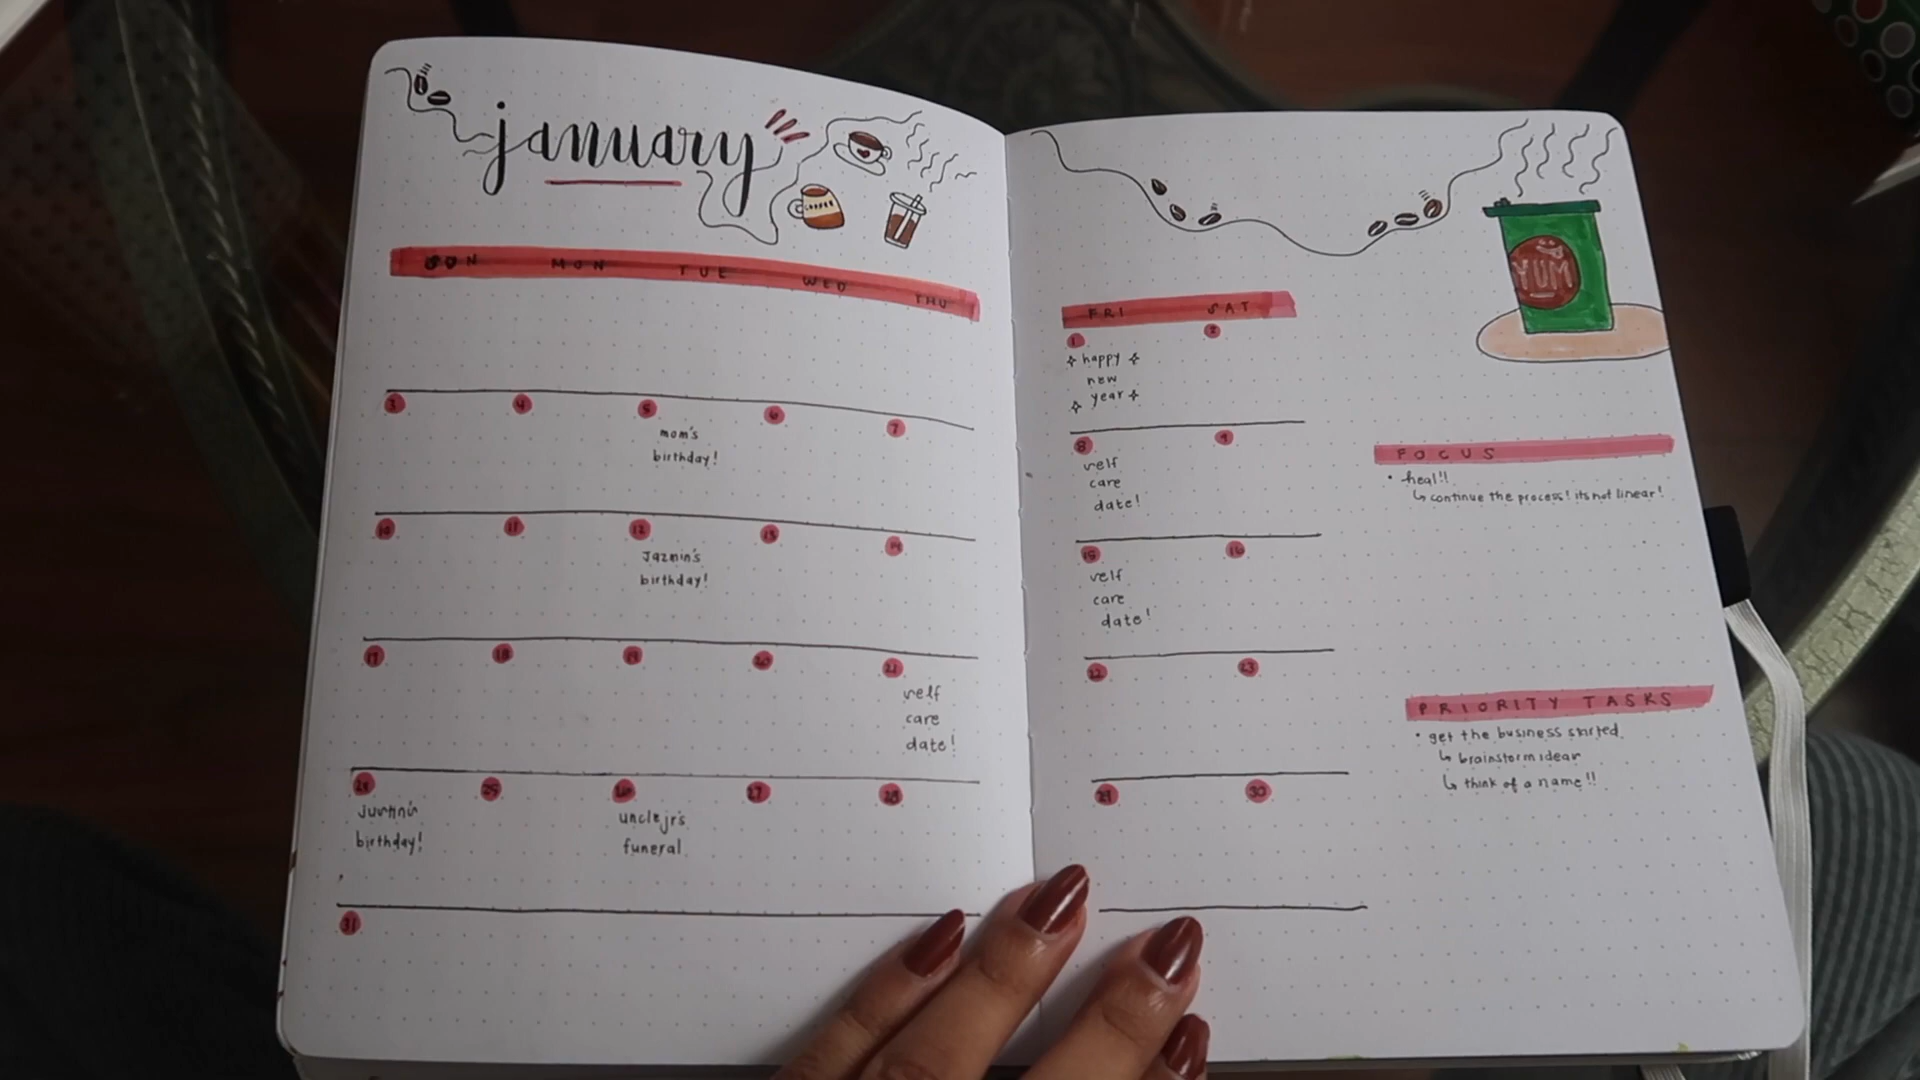 january
COFFEE
SUN MON TUE WED THU
3 4 5 6 7
mom's
birthday!
10 11 12 13 14
Jazmin's
birthday!
17 18 19 20 21
self
care
date!
24 25 26 27 28
Justin's
birthday!
uncle jr's
funeral
31
YUM
FRI SAT
1 2
happy
new
year
8 9
self
care
date!
15 16
self
care
date!
22 23
29 30
FOCUS
• heal!!
↳ continue the process! its not linear!
PRIORITY TASKS
• get the business started
↳ brainstorm ideas
↳ think of a name!!